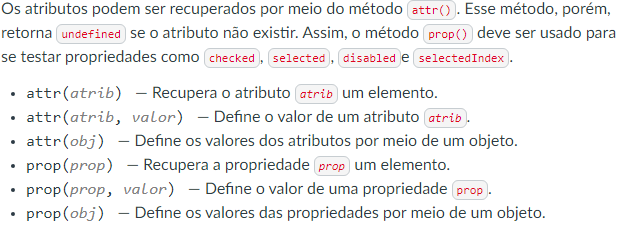 Os atributos podem ser recuperados por meio do método attr(). Esse método, porém,
retorna undefined se o atributo não existir. Assim, o método prop() deve ser usado para
se testar propriedades como checked, selected, disabled e selectedIndex.
• attr(atrib) — Recupera o atributo atrib um elemento.
• attr(atrib, valor) — Define o valor de um atributo atrib.
• attr(obj) — Define os valores dos atributos por meio de um objeto.
• prop(prop) — Recupera a propriedade prop um elemento.
• prop(prop, valor) — Define o valor de uma propriedade prop.
• prop(obj) — Define os valores das propriedades por meio de um objeto.